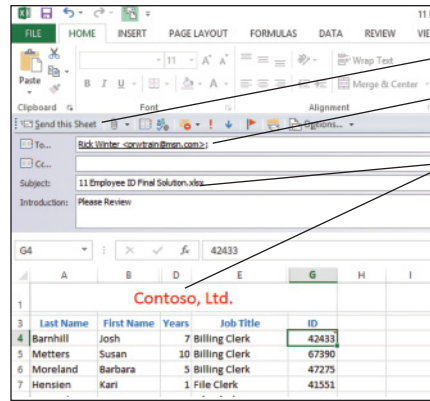 11
FILE HOME INSERT PAGE LAYOUT FORMULAS DATA REVIEW VIE
11 A A Wrap Text
Paste B I U A Merge & Center
Clipboard Font Alignment
Send this Sheet Options...
To... Rick Winter <prwtrain@msn.com>;
Cc...
Subject: 11 Employee ID Final Solution.xlsx
Introduction: Please Review
G4 fx 42433
A B D E G H I
1 Contoso, Ltd.
3 Last Name First Name Years Job Title ID
4 Barnhill Josh 7 Billing Clerk 42433
5 Metters Susan 10 Billing Clerk 67390
6 Moreland Barbara 5 Billing Clerk 47275
7 Hensien Kari 1 File Clerk 41551